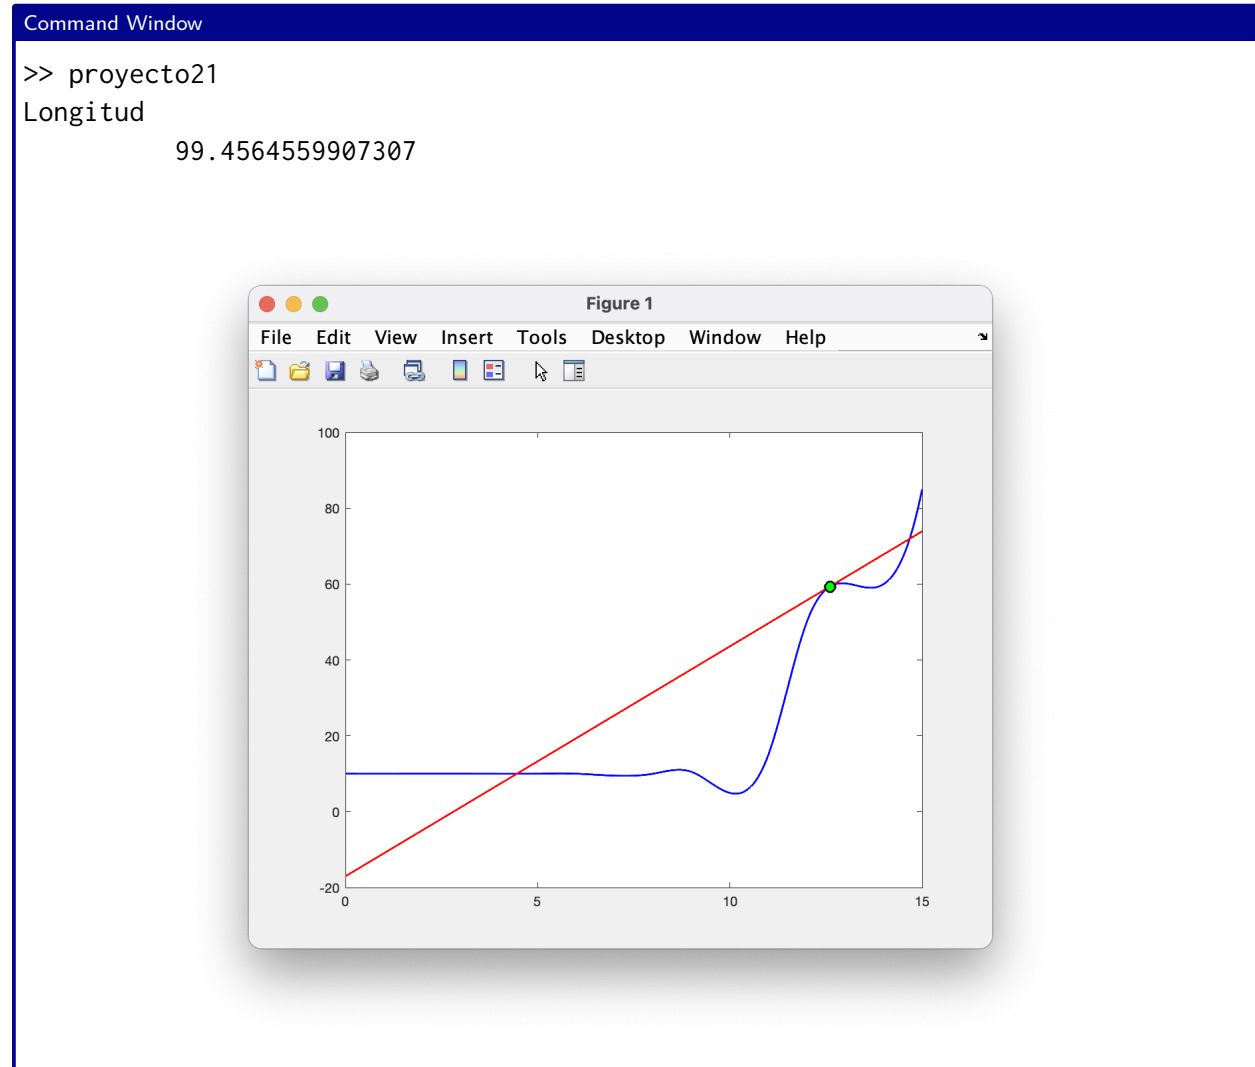 Command Window
>> proyecto21
Longitud
99.4564559907307
Figure 1
File Edit View Insert Tools Desktop Window Help
100
80
60
40
20
0
-20
0 5 10 15